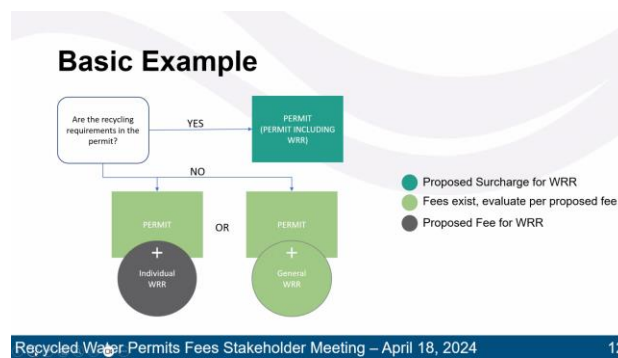 Basic Example
Are the recycling
requirements in the
permit?
YES
PERMIT
(PERMIT INCLUDING
WRR)
NO
PERMIT
+
Individual
WRR
OR
PERMIT
+
General
WRR
Proposed Surcharge for WRR
Fees exist, evaluate per proposed fee
Proposed Fee for WRR
Recycled Water Permits Fees Stakeholder Meeting – April 18, 2024